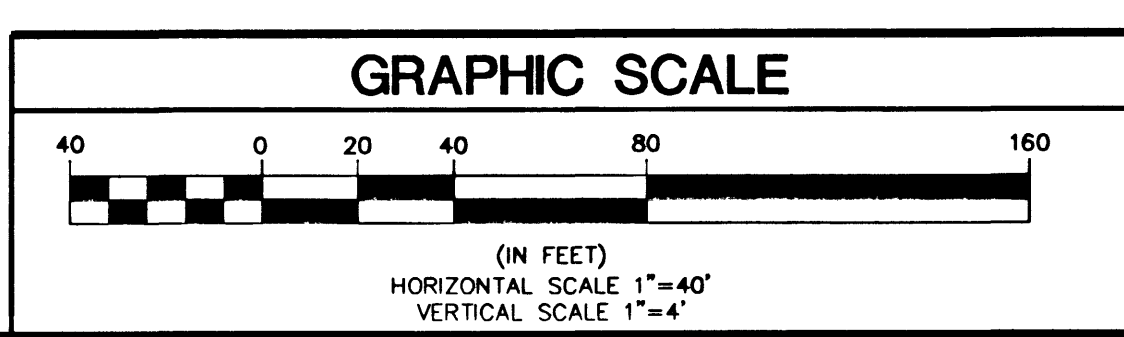 GRAPHIC SCALE
40 0 20 40 80 160
(IN FEET)
HORIZONTAL SCALE 1"=40'
VERTICAL SCALE 1"=4'